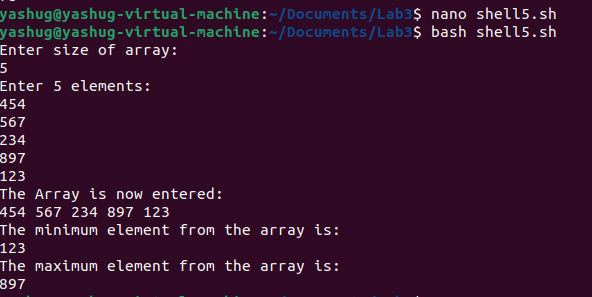 yashug@yashug-virtual-machine:~/Documents/Lab3$ nano shell5.sh
yashug@yashug-virtual-machine:~/Documents/Lab3$ bash shell5.sh
Enter size of array:
5
Enter 5 elements:
454
567
234
897
123
The Array is now entered:
454 567 234 897 123
The minimum element from the array is:
123
The maximum element from the array is:
897